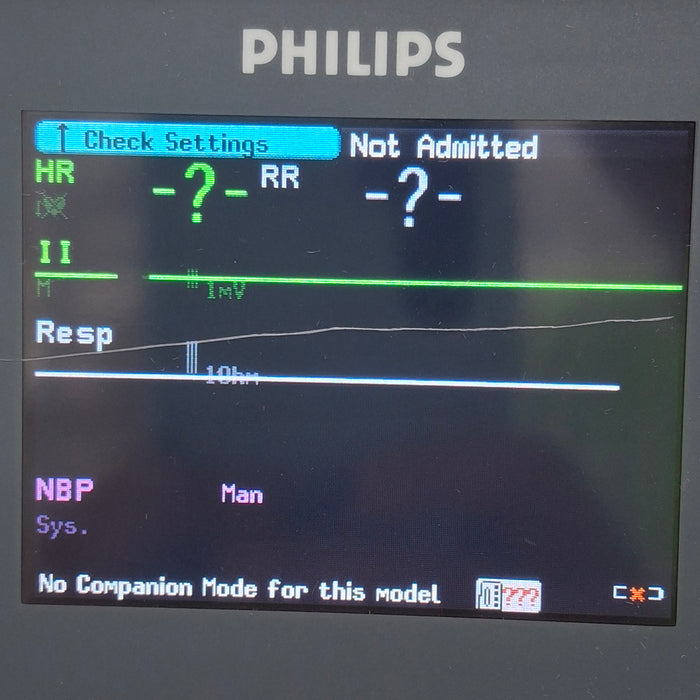 PHILIPS
↑ Check Settings
Not Admitted
HR -?- RR -?-
II
M 1mV
Resp
1Ohm
NBP Man
Sys.
No Companion Mode for this model ???